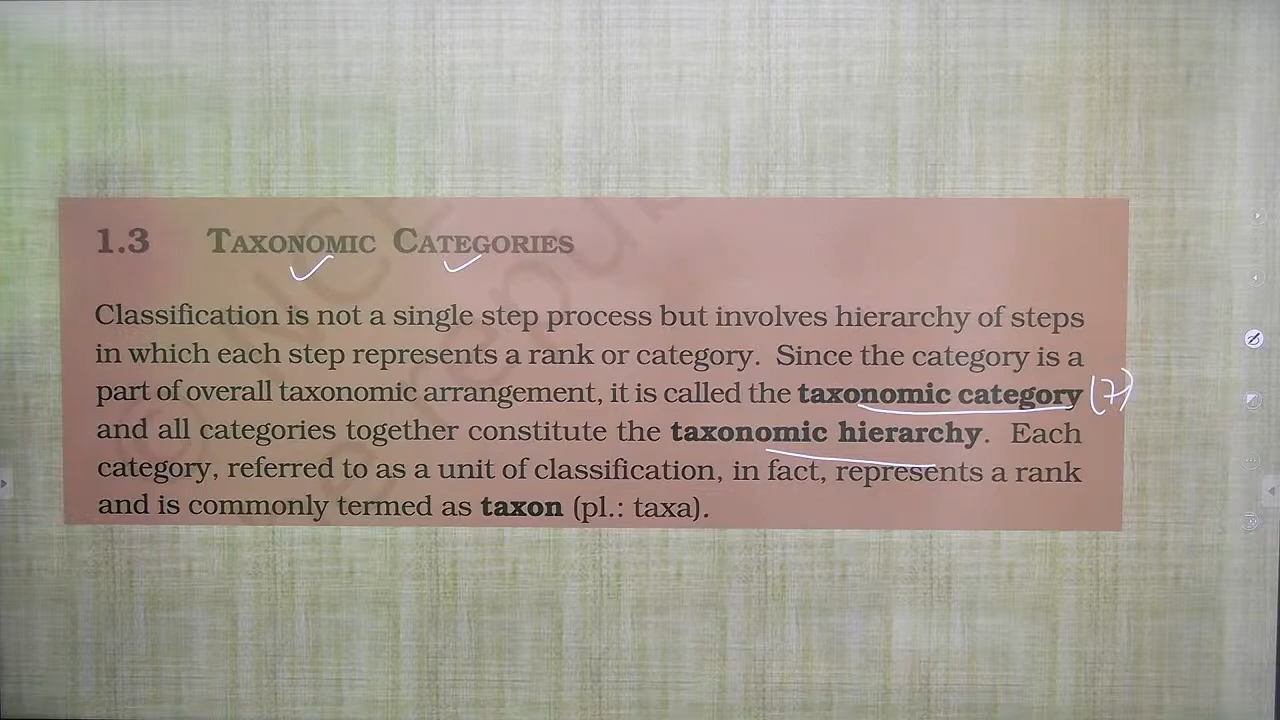 1.3 TAXONOMIC CATEGORIES
Classification is not a single step process but involves hierarchy of steps
in which each step represents a rank or category. Since the category is a
part of overall taxonomic arrangement, it is called the taxonomic category (7)
and all categories together constitute the taxonomic hierarchy. Each
category, referred to as a unit of classification, in fact, represents a rank
and is commonly termed as taxon (pl.: taxa).